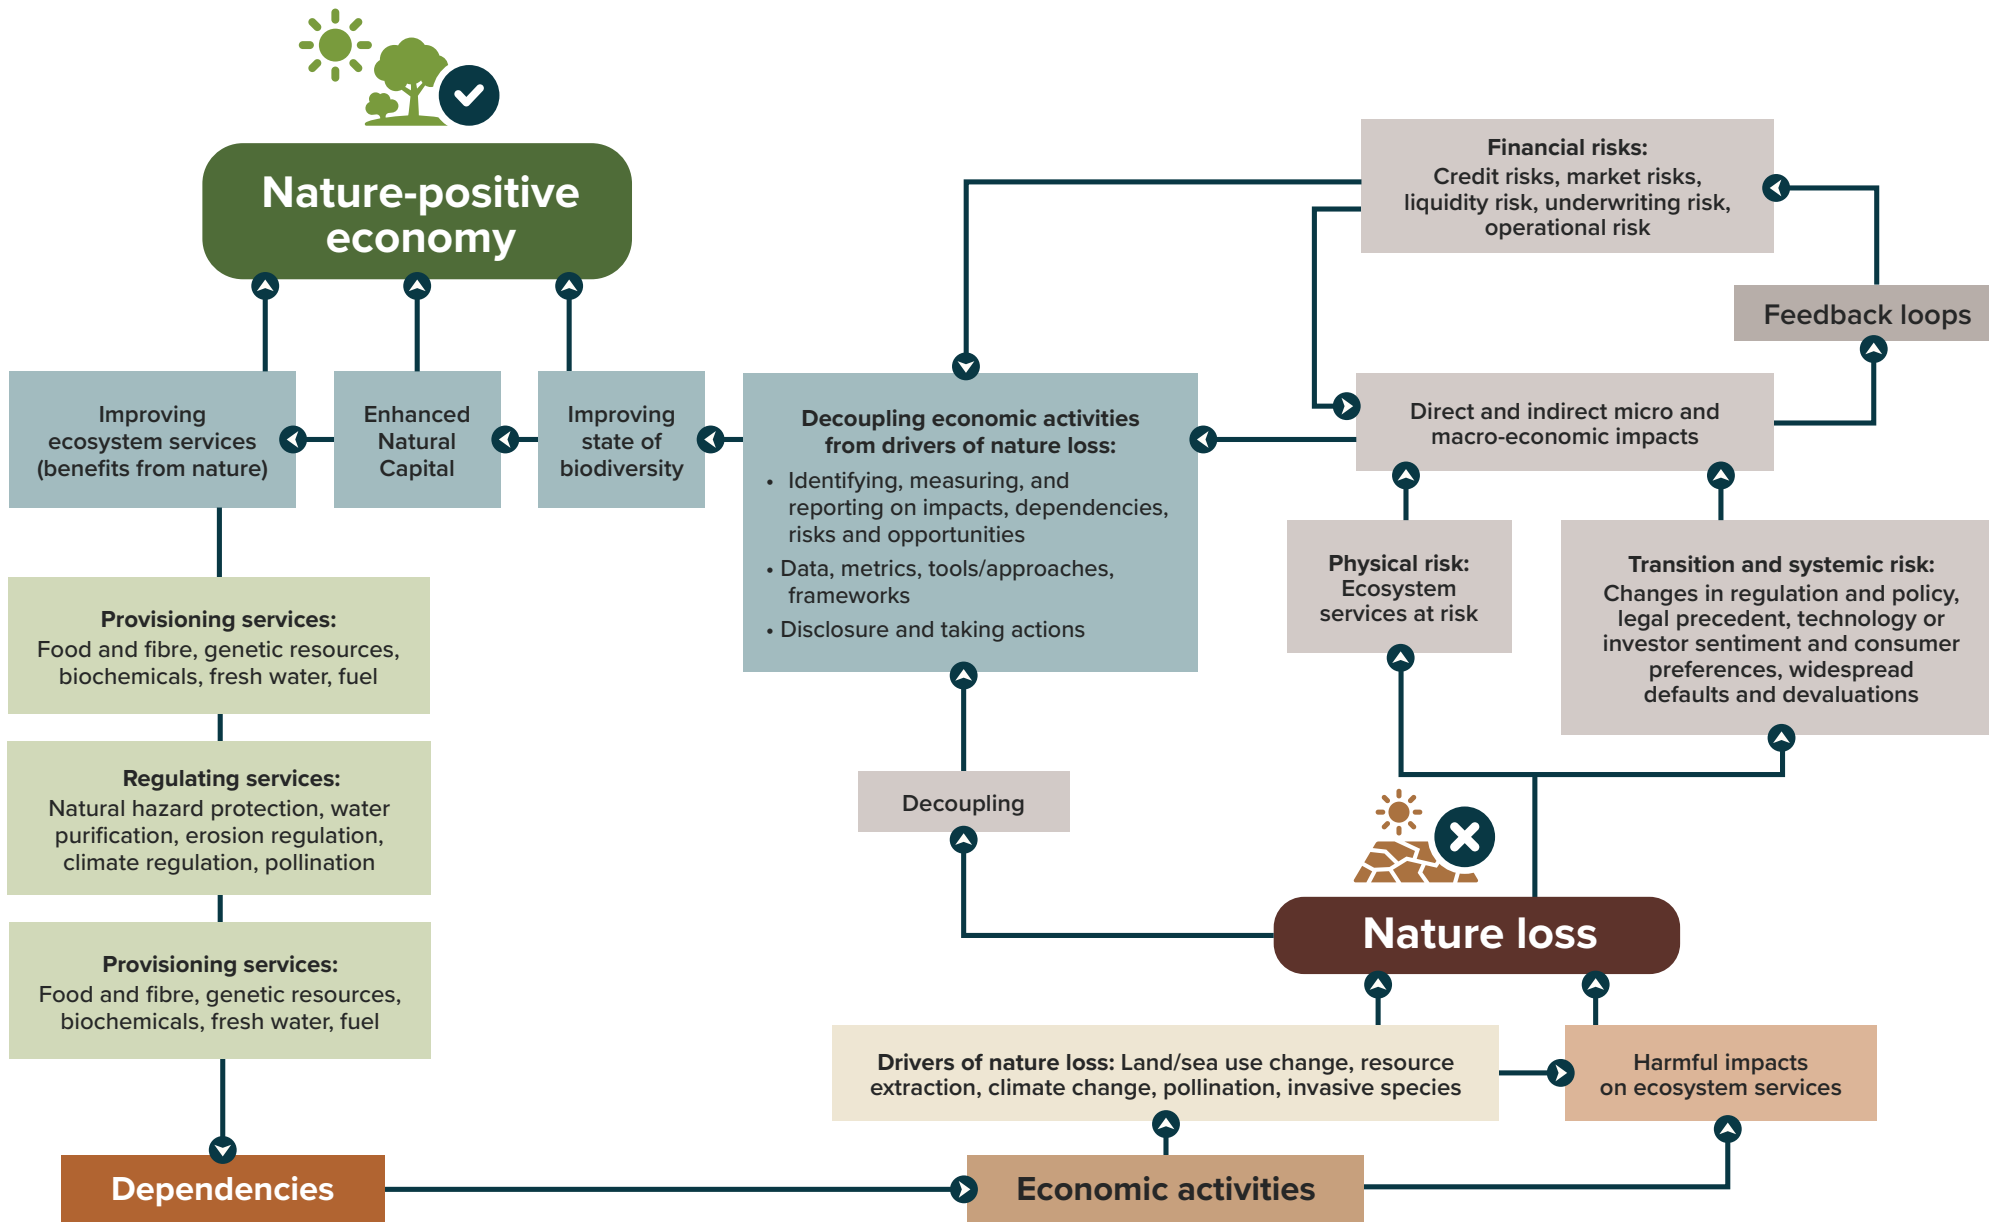 Nature-positive
economy
Financial risks:
Credit risks, market risks,
liquidity risk, underwriting risk,
operational risk
Feedback loops
Improving
ecosystem services
(benefits from nature)
Enhanced
Natural
Capital
Improving
state of
biodiversity
Decoupling economic activities
from drivers of nature loss:
• Identifying, measuring, and
reporting on impacts, dependencies,
risks and opportunities
• Data, metrics, tools/approaches,
frameworks
• Disclosure and taking actions
Direct and indirect micro and
macro-economic impacts
Physical risk:
Ecosystem
services at risk
Transition and systemic risk:
Changes in regulation and policy,
legal precedent, technology or
investor sentiment and consumer
preferences, widespread
defaults and devaluations
Provisioning services:
Food and fibre, genetic resources,
biochemicals, fresh water, fuel
Regulating services:
Natural hazard protection, water
purification, erosion regulation,
climate regulation, pollination
Decoupling
Nature loss
Provisioning services:
Food and fibre, genetic resources,
biochemicals, fresh water, fuel
Drivers of nature loss: Land/sea use change, resource
extraction, climate change, pollination, invasive species
Harmful impacts
on ecosystem services
Dependencies
Economic activities